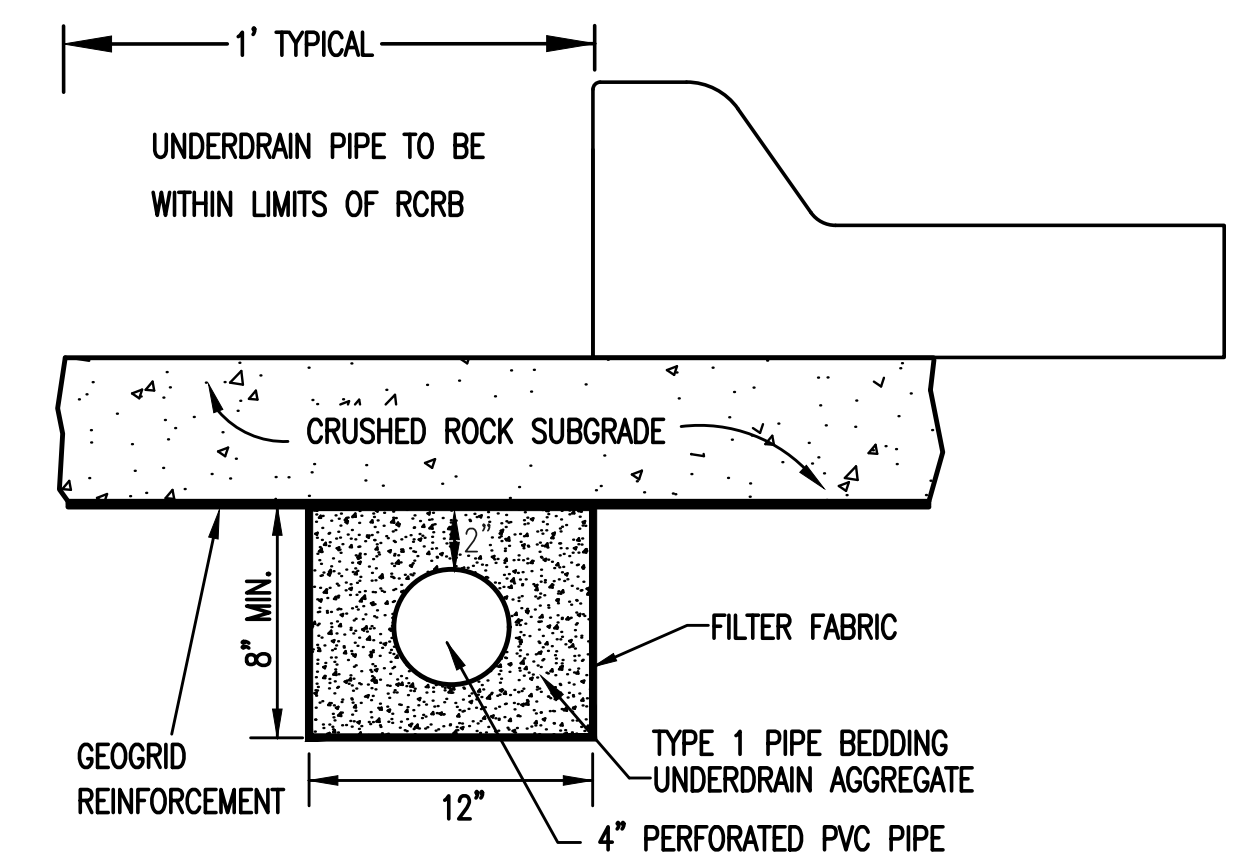 1’ TYPICAL
UNDERDRAIN PIPE TO BE
WITHIN LIMITS OF RCRB
CRUSHED ROCK SUBGRADE
2”
8” MIN.
FILTER FABRIC
GEOGRID
REINFORCEMENT
TYPE 1 PIPE BEDDING
UNDERDRAIN AGGREGATE
12”
4” PERFORATED PVC PIPE